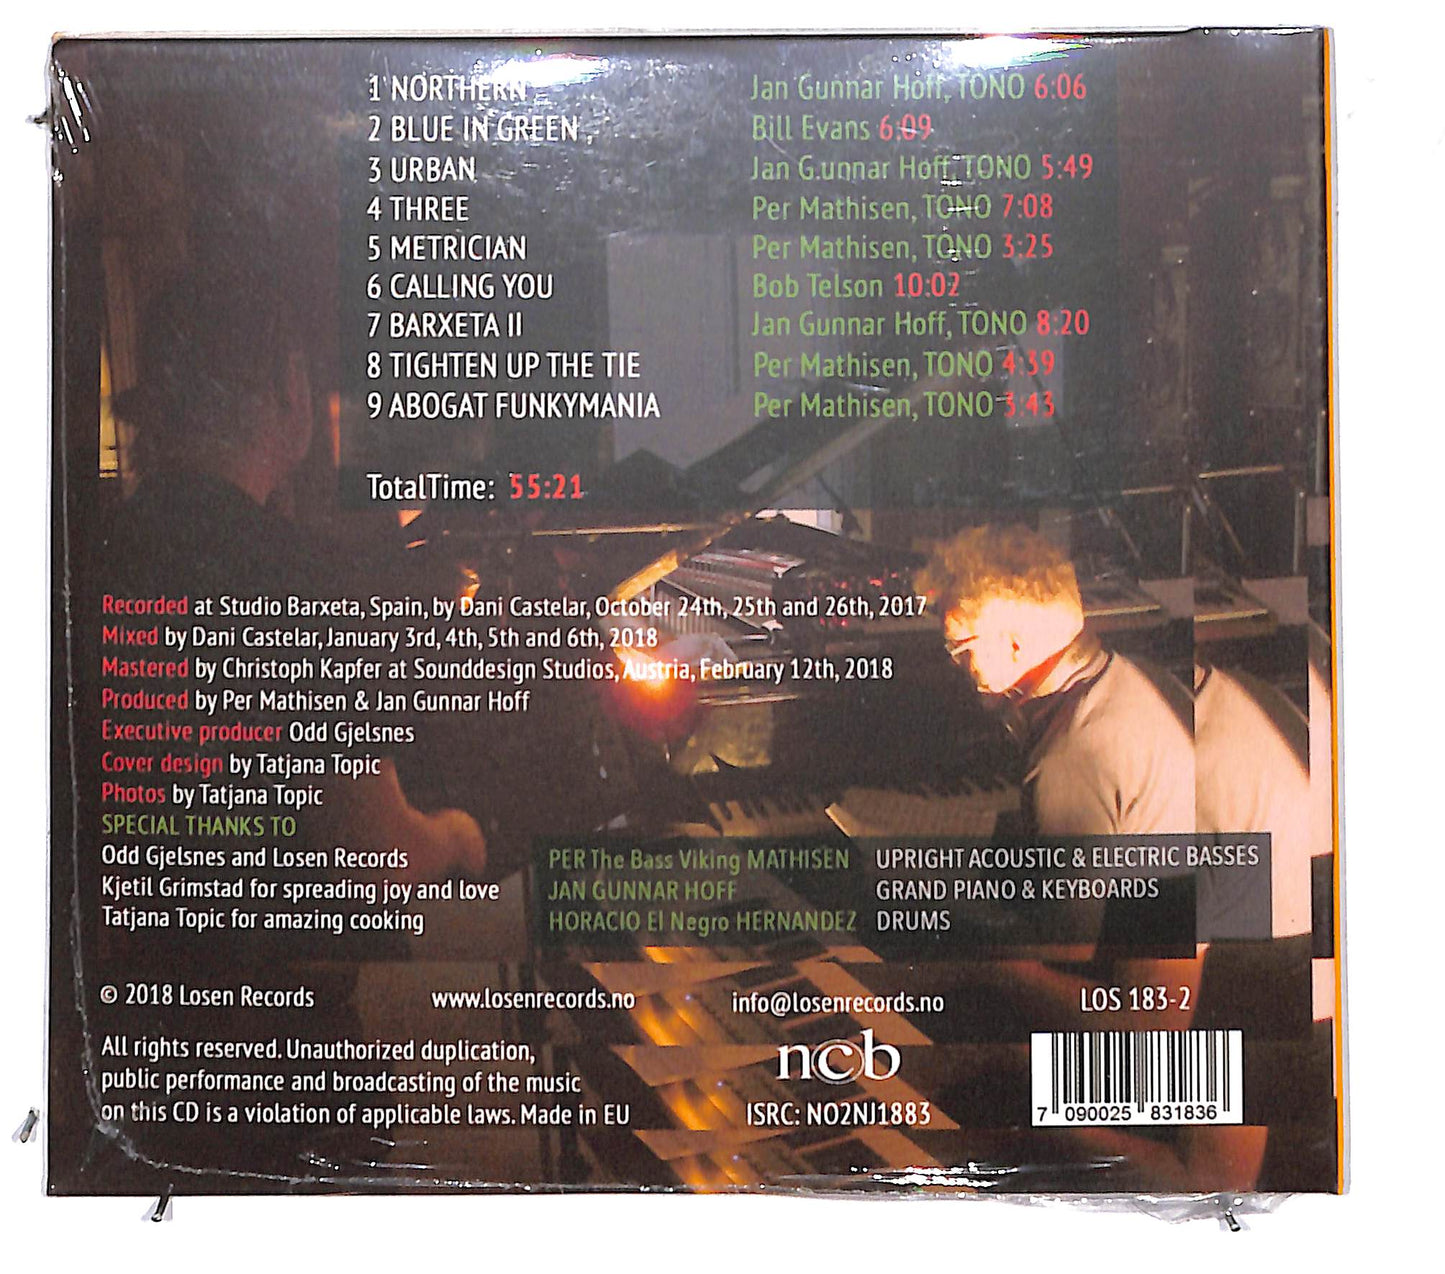 1 NORTHERN Jan Gunnar Hoff, TONO 6:06
2 BLUE IN GREEN Bill Evans 6:09
3 URBAN Jan Gunnar Hoff, TONO 5:49
4 THREE Per Mathisen, TONO 7:08
5 METRICIAN Per Mathisen, TONO 3:25
6 CALLING YOU Bob Telson 10:02
7 BARXETA II Jan Gunnar Hoff, TONO 8:20
8 TIGHTEN UP THE TIE Per Mathisen, TONO 4:39
9 ABOGAT FUNKYMANIA Per Mathisen, TONO 3:43
TotalTime: 55:21
Recorded at Studio Barxeta, Spain, by Dani Castelar, October 24th, 25th and 26th, 2017
Mixed by Dani Castelar, January 3rd, 4th, 5th and 6th, 2018
Mastered by Christoph Kapfer at Sounddesign Studios, Austria, February 12th, 2018
Produced by Per Mathisen & Jan Gunnar Hoff
Executive producer Odd Gjelsnes
Cover design by Tatjana Topic
Photos by Tatjana Topic
SPECIAL THANKS TO
Odd Gjelsnes and Losen Records
Kjetil Grimstad for spreading joy and love
Tatjana Topic for amazing cooking
PER The Bass Viking MATHISEN UPRIGHT ACOUSTIC & ELECTRIC BASSES
JAN GUNNAR HOFF GRAND PIANO & KEYBOARDS
HORACIO El Negro HERNANDEZ DRUMS
© 2018 Losen Records www.losenrecords.no info@losenrecords.no LOS 183-2
All rights reserved. Unauthorized duplication,
public performance and broadcasting of the music
on this CD is a violation of applicable laws. Made in EU
ncb
ISRC: NO2NJ1883
7 090025 831836